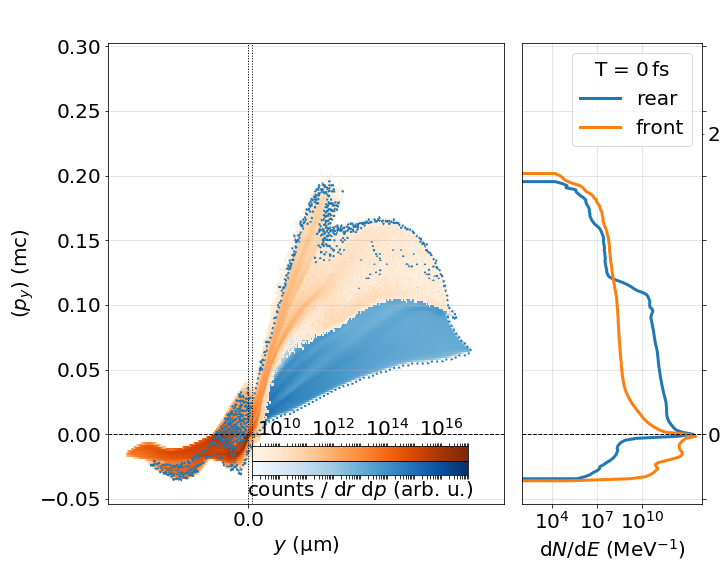 0.30
0.25
0.20
0.15
0.10
0.05
0.00
−0.05
⟨p_y⟩ (mc)
0.0
y (μm)
10^10 10^12 10^14 10^16
counts / dr dp (arb. u.)
T = 0 fs
rear
front
2
0
10^4 10^7 10^10
dN/dE (MeV^−1)